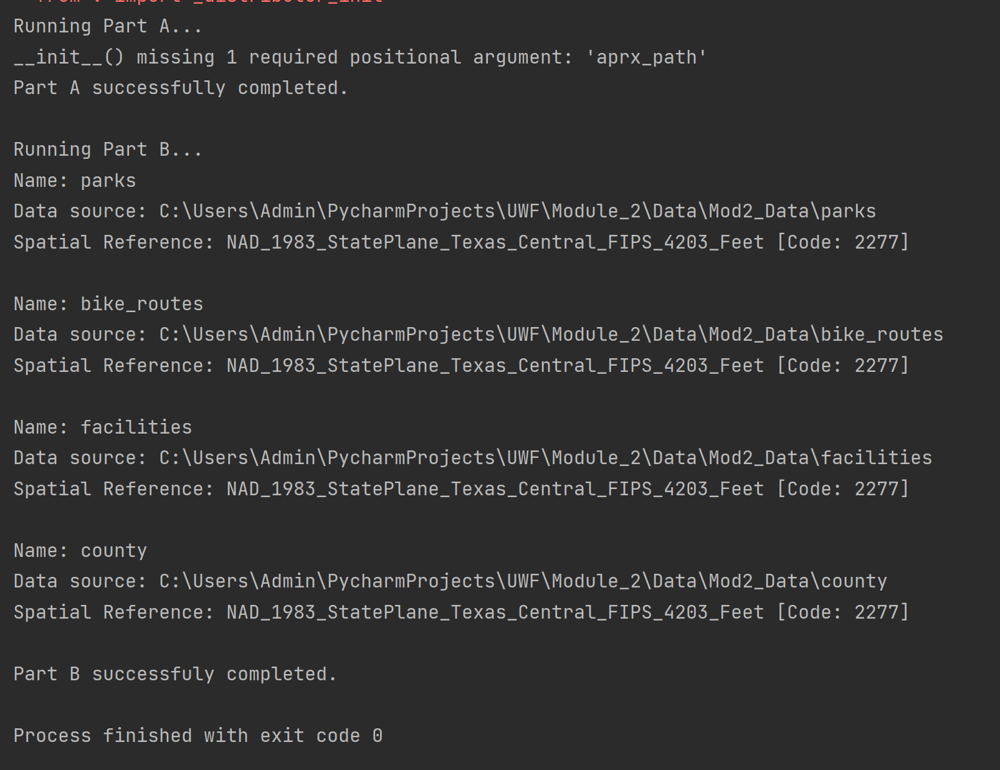 from . import _distributor_init
Running Part A...
__init__() missing 1 required positional argument: 'aprx_path'
Part A successfully completed.
Running Part B...
Name: parks
Data source: C:\Users\Admin\PycharmProjects\UWF\Module_2\Data\Mod2_Data\parks
Spatial Reference: NAD_1983_StatePlane_Texas_Central_FIPS_4203_Feet [Code: 2277]
Name: bike_routes
Data source: C:\Users\Admin\PycharmProjects\UWF\Module_2\Data\Mod2_Data\bike_routes
Spatial Reference: NAD_1983_StatePlane_Texas_Central_FIPS_4203_Feet [Code: 2277]
Name: facilities
Data source: C:\Users\Admin\PycharmProjects\UWF\Module_2\Data\Mod2_Data\facilities
Spatial Reference: NAD_1983_StatePlane_Texas_Central_FIPS_4203_Feet [Code: 2277]
Name: county
Data source: C:\Users\Admin\PycharmProjects\UWF\Module_2\Data\Mod2_Data\county
Spatial Reference: NAD_1983_StatePlane_Texas_Central_FIPS_4203_Feet [Code: 2277]
Part B successfuly completed.
Process finished with exit code 0